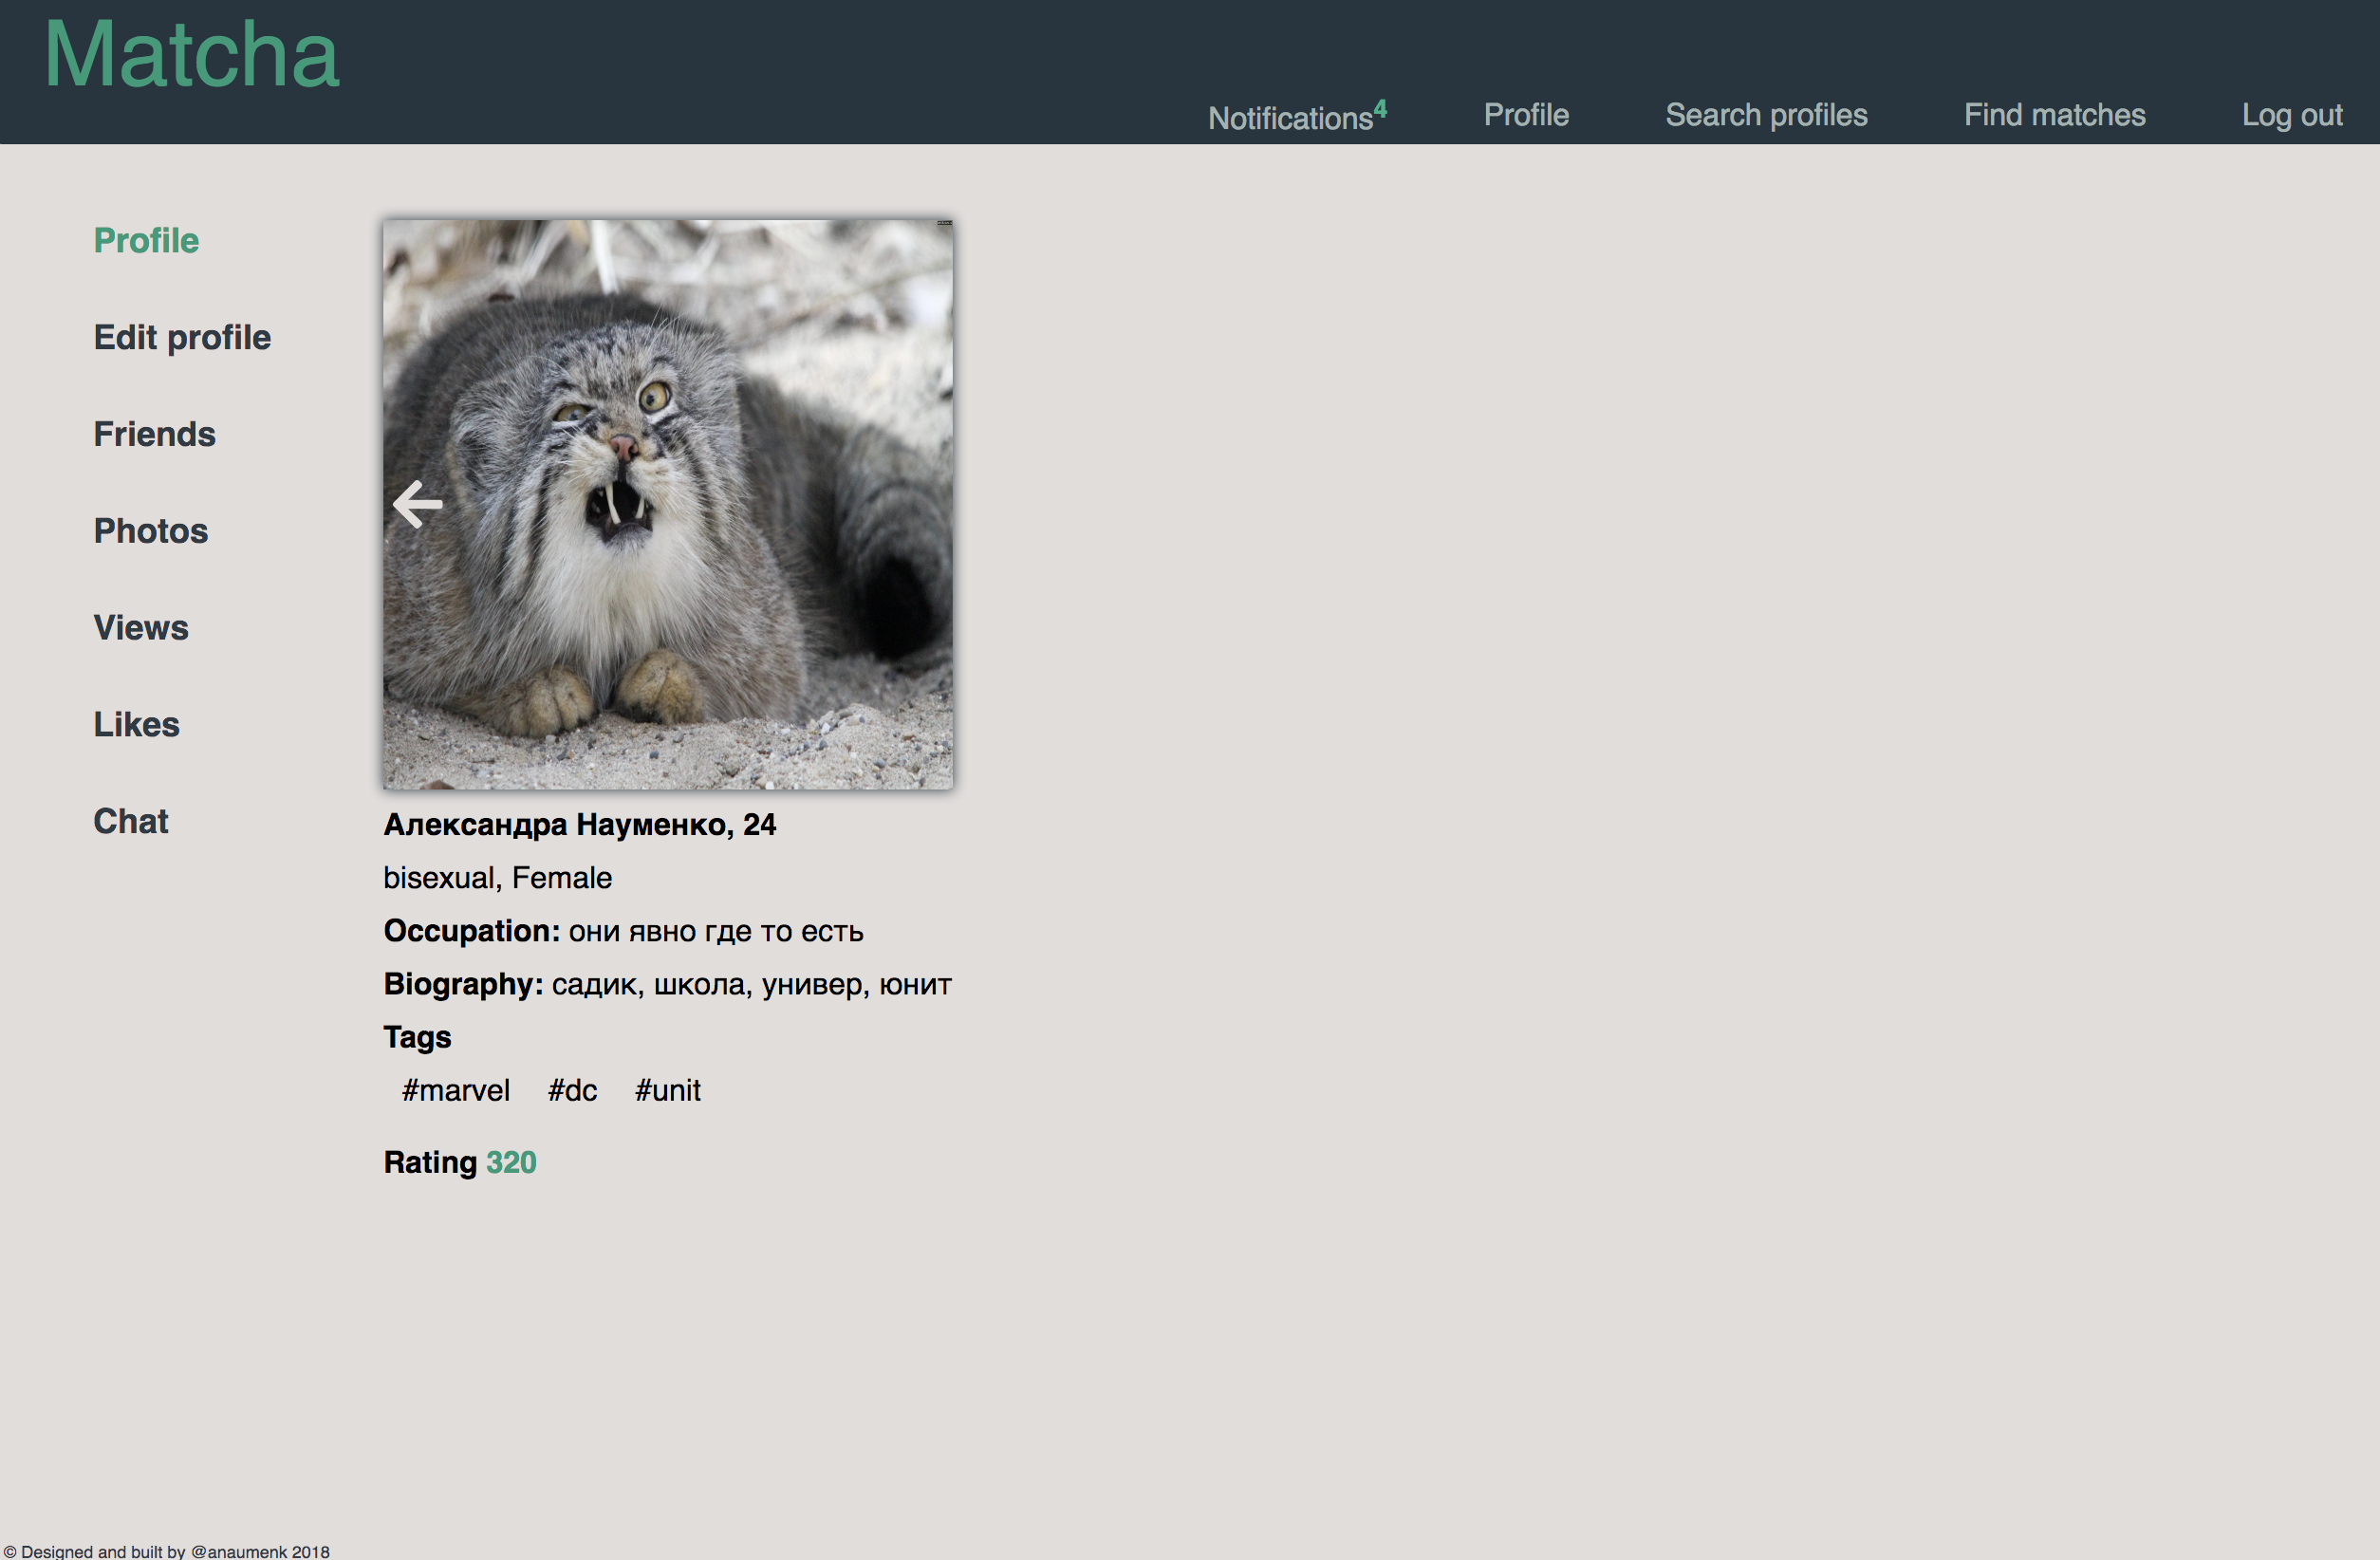 Matcha
Notifications4 Profile Search profiles Find matches Log out
Profile
Edit profile
Friends
Photos
Views
Likes
Chat
Александра Науменко, 24
bisexual, Female
Occupation: они явно где то есть
Biography: садик, школа, универ, юнит
Tags
#marvel #dc #unit
Rating 320
© Designed and built by @anaumenk 2018